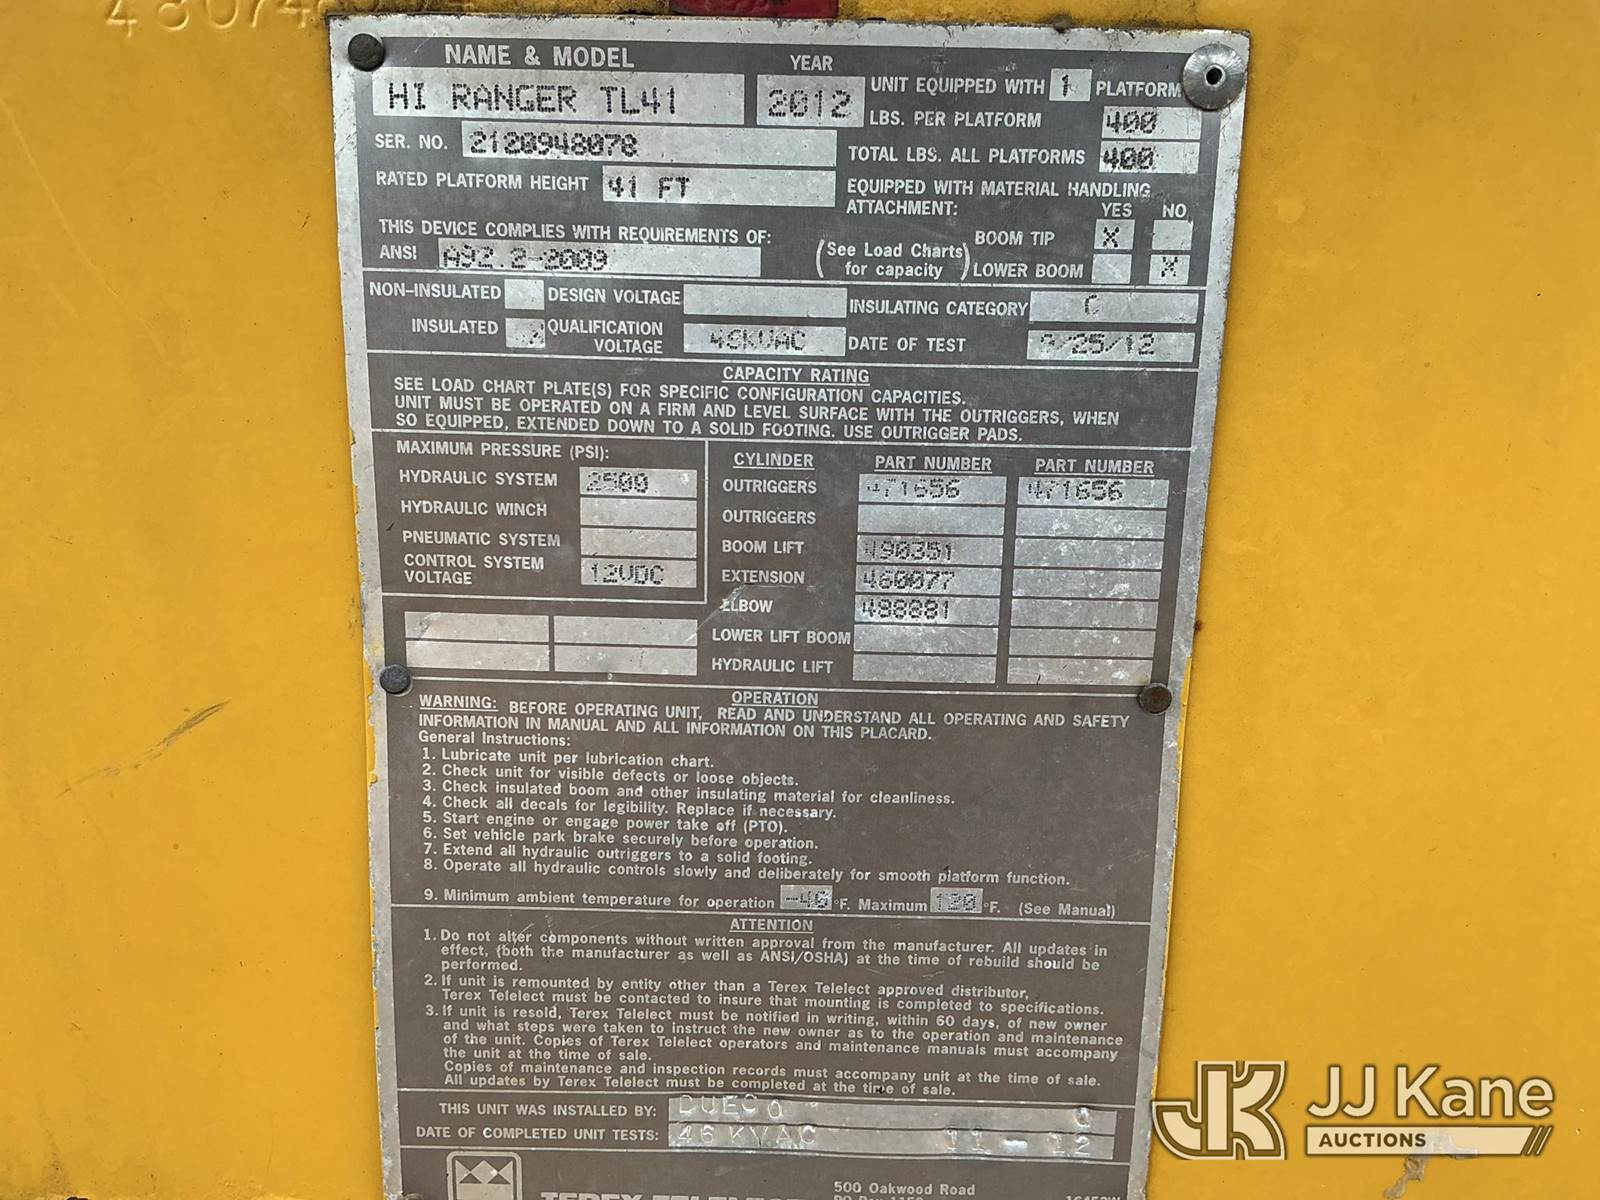 NAME & MODEL
YEAR
HI RANGER TL41
2012
UNIT EQUIPPED WITH 1 PLATFORM
LBS. PER PLATFORM 400
SER. NO. 2120948078
TOTAL LBS. ALL PLATFORMS 400
RATED PLATFORM HEIGHT 41 FT
EQUIPPED WITH MATERIAL HANDLING
ATTACHMENT: YES NO
THIS DEVICE COMPLIES WITH REQUIREMENTS OF:
ANSI A92.2-2009
(See Load Charts for capacity)
BOOM TIP X
LOWER BOOM X
NON-INSULATED
DESIGN VOLTAGE
INSULATING CATEGORY C
INSULATED X
QUALIFICATION VOLTAGE 46KVAC
DATE OF TEST 9/25/12
CAPACITY RATING
SEE LOAD CHART PLATE(S) FOR SPECIFIC CONFIGURATION CAPACITIES.
UNIT MUST BE OPERATED ON A FIRM AND LEVEL SURFACE WITH THE OUTRIGGERS, WHEN
SO EQUIPPED, EXTENDED DOWN TO A SOLID FOOTING. USE OUTRIGGER PADS.
MAXIMUM PRESSURE (PSI):
HYDRAULIC SYSTEM 2500
HYDRAULIC WINCH
PNEUMATIC SYSTEM
CONTROL SYSTEM VOLTAGE 12VDC
CYLINDER PART NUMBER PART NUMBER
OUTRIGGERS 471656 471656
OUTRIGGERS
BOOM LIFT 490351
EXTENSION 460077
ELBOW 488881
LOWER LIFT BOOM
HYDRAULIC LIFT
OPERATION
WARNING: BEFORE OPERATING UNIT, READ AND UNDERSTAND ALL OPERATING AND SAFETY
INFORMATION IN MANUAL AND ALL INFORMATION ON THIS PLACARD.
General Instructions:
1. Lubricate unit per lubrication chart.
2. Check unit for visible defects or loose objects.
3. Check insulated boom and other insulating material for cleanliness.
4. Check all decals for legibility. Replace if necessary.
5. Start engine or engage power take off (PTO).
6. Set vehicle park brake securely before operation.
7. Extend all hydraulic outriggers to a solid footing.
8. Operate all hydraulic controls slowly and deliberately for smooth platform function.
9. Minimum ambient temperature for operation -40 °F. Maximum 120 °F. (See Manual)
ATTENTION
1. Do not alter components without written approval from the manufacturer. All updates in
effect, (both the manufacturer as well as ANSI/OSHA) at the time of rebuild should be
performed.
2. If unit is remounted by entity other than a Terex Telelect approved distributor,
Terex Telelect must be contacted to insure that mounting is completed to specifications.
3. If unit is resold, Terex Telelect must be notified in writing, within 60 days, of new owner
and what steps were taken to instruct the new owner as to the operation and maintenance
of the unit. Copies of Terex Telelect operators and maintenance manuals must accompany
the unit at the time of sale.
Copies of maintenance and inspection records must accompany unit at the time of sale.
All updates by Terex Telelect must be completed at the time of sale.
THIS UNIT WAS INSTALLED BY: DUECO
DATE OF COMPLETED UNIT TESTS: 46 KVAC 11-12
TEREX TELELECT
500 Oakwood Road
JJ Kane
AUCTIONS